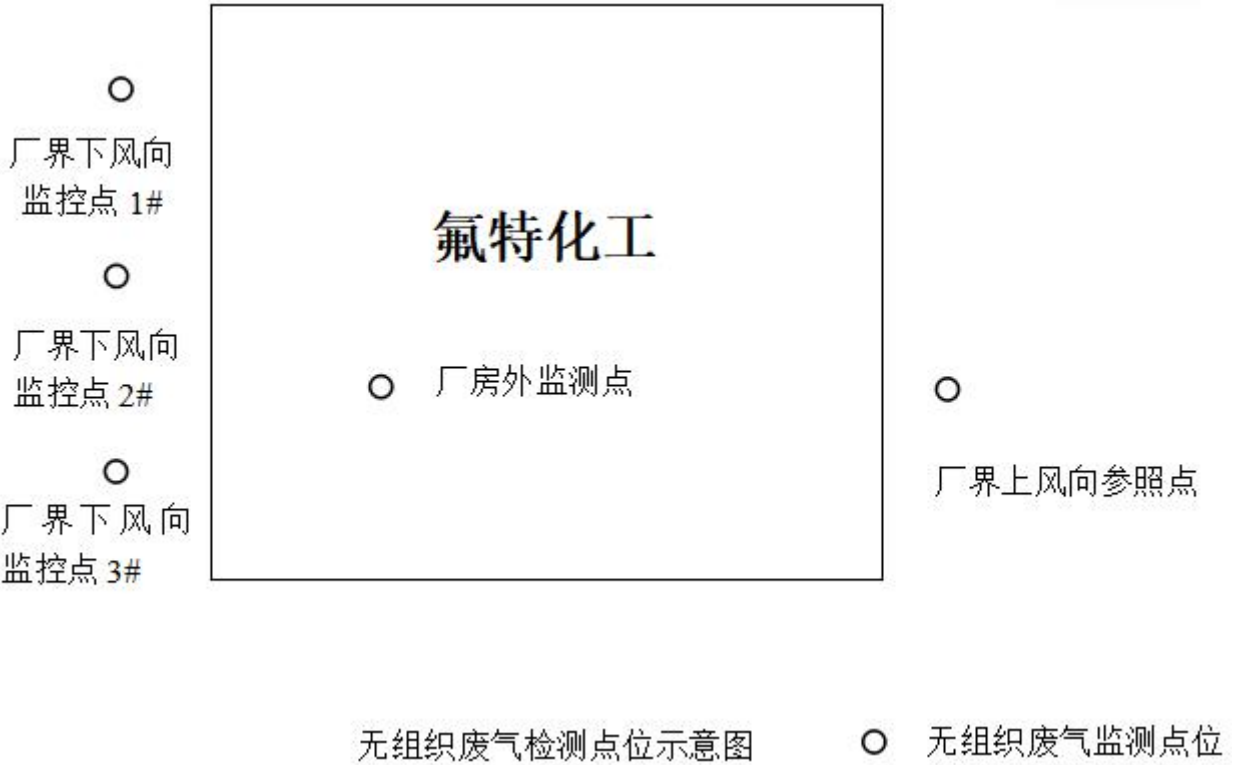 厂界下风向
监控点 1#
氟特化工
厂界下风向
监控点 2#
厂房外监测点
厂界上风向参照点
厂界下风向
监控点 3#
无组织废气检测点位示意图
无组织废气监测点位